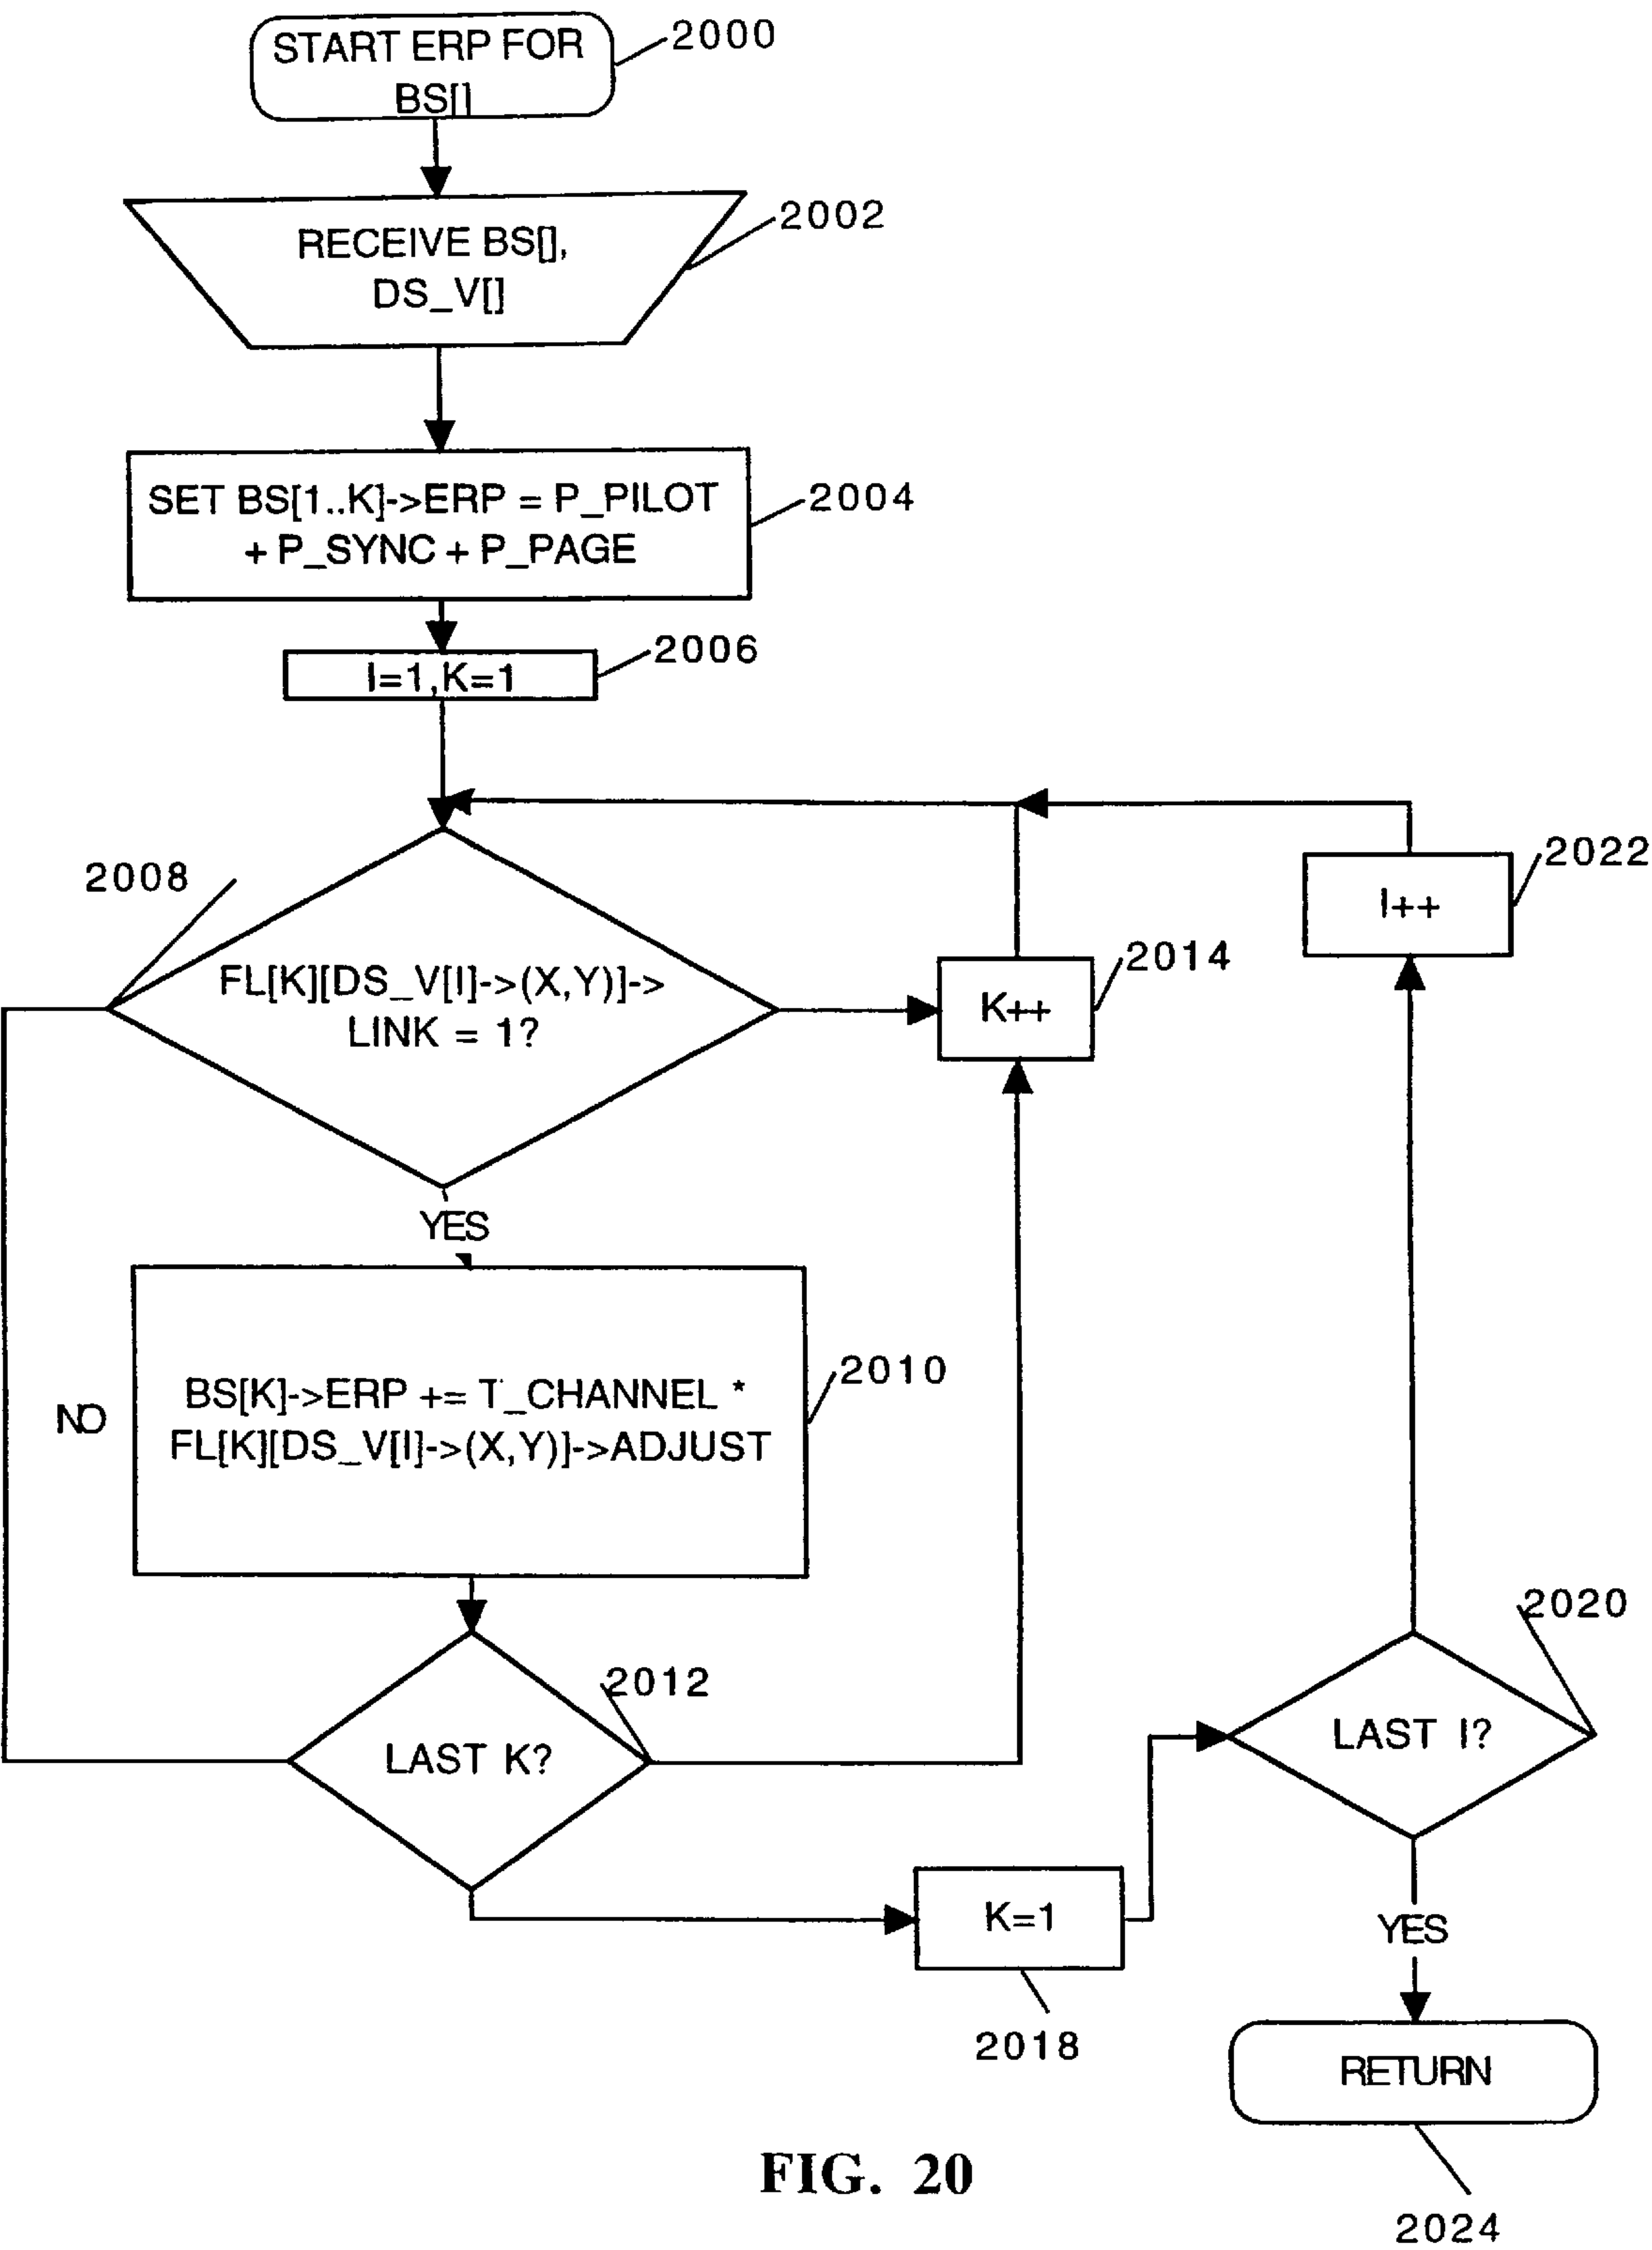 START ERP FOR
BS[]
2000
RECEIVE BS[],
DS_V[]
2002
SET BS[1..K]->ERP = P_PILOT
+ P_SYNC + P_PAGE
2004
I=1,K=1
2006
2008
FL[K][DS_V[I]->(X,Y)]->
LINK = 1?
K++
2014
I++
2022
YES
NO
BS[K]->ERP += T_CHANNEL *
FL[K][DS_V[I]->(X,Y)]->ADJUST
2010
LAST K?
2012
LAST I?
2020
K=1
2018
YES
RETURN
2024
FIG. 20